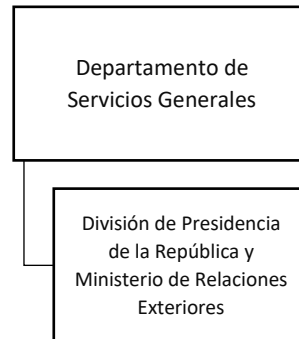 Departamento de
Servicios Generales
División de Presidencia
de la República y
Ministerio de Relaciones
Exteriores